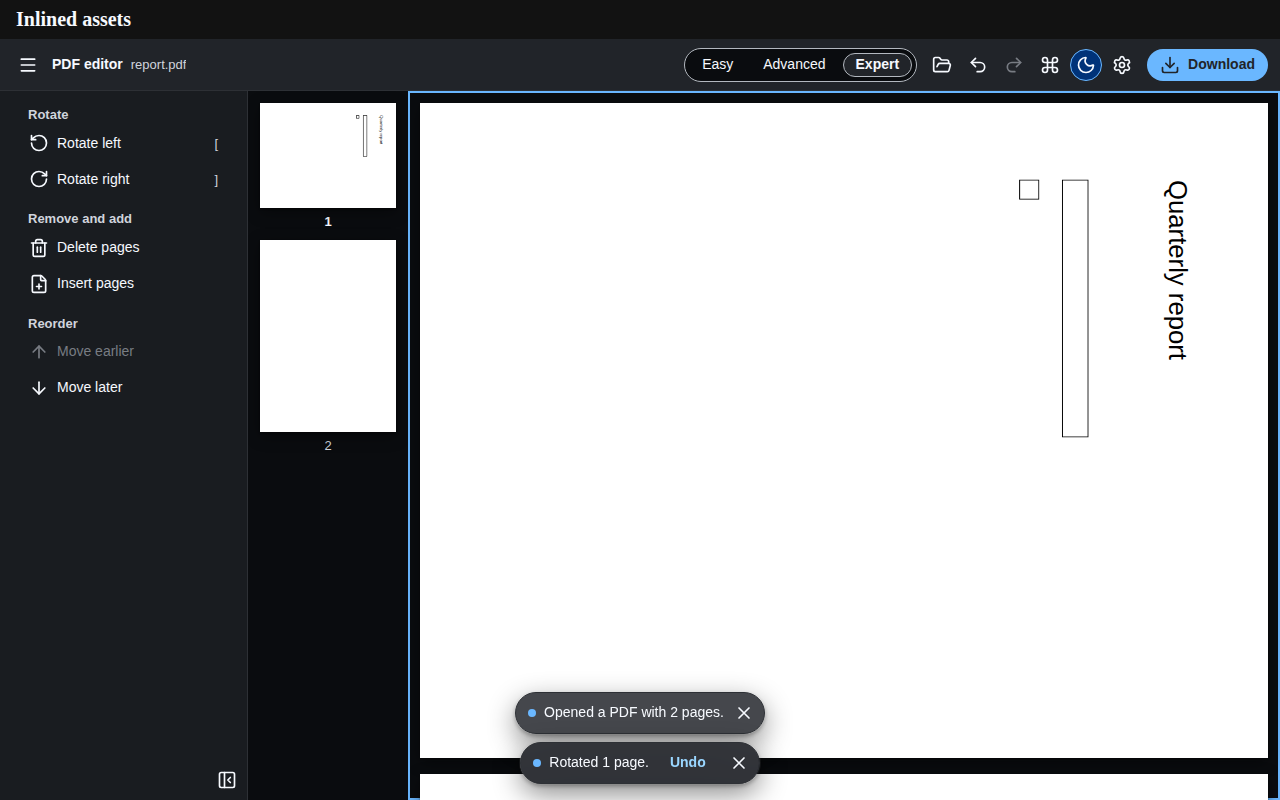 Inlined assets
PDF editor report.pdf
Easy Advanced Expert
Download
Rotate
Rotate left [
Rotate right ]
Remove and add
Delete pages
Insert pages
Reorder
Move earlier
Move later
Quarterly report
1
2
Quarterly report
Opened a PDF with 2 pages.
Rotated 1 page. Undo